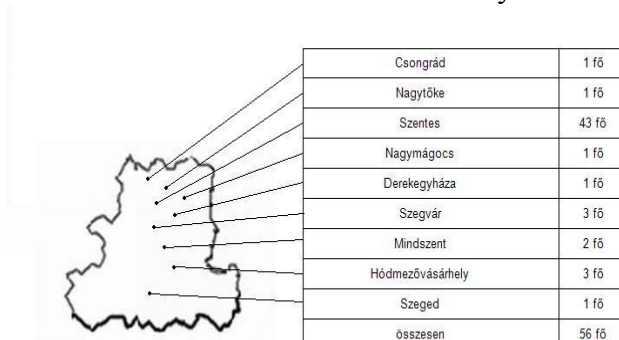 Csongrád 1 fő
Nagytőke 1 fő
Szentes 43 fő
Nagymágocs 1 fő
Derekegyháza 1 fő
Szegvár 3 fő
Mindszent 2 fő
Hódmezővásárhely 3 fő
Szeged 1 fő
összesen 56 fő